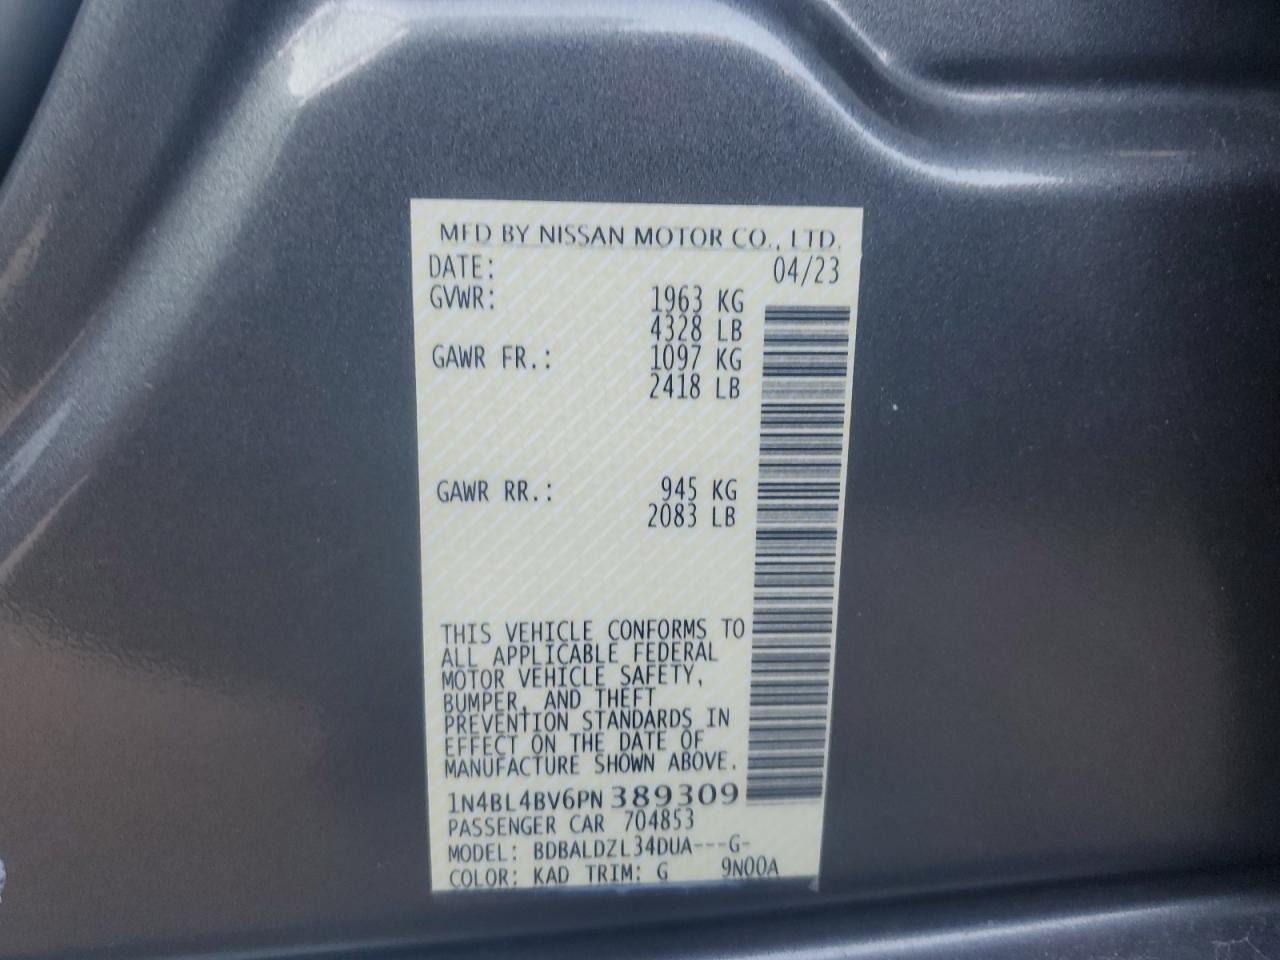 MFD BY NISSAN MOTOR CO., LTD.
DATE: 04/23
GVWR: 1963 KG
4328 LB
GAWR FR.: 1097 KG
2418 LB
GAWR RR.: 945 KG
2083 LB
THIS VEHICLE CONFORMS TO
ALL APPLICABLE FEDERAL
MOTOR VEHICLE SAFETY,
BUMPER, AND THEFT
PREVENTION STANDARDS IN
EFFECT ON THE DATE OF
MANUFACTURE SHOWN ABOVE.
1N4BL4BV6PN389309
PASSENGER CAR 704853
MODEL: BDBALDZL34DUA---G-
COLOR: KAD TRIM: G 9N00A